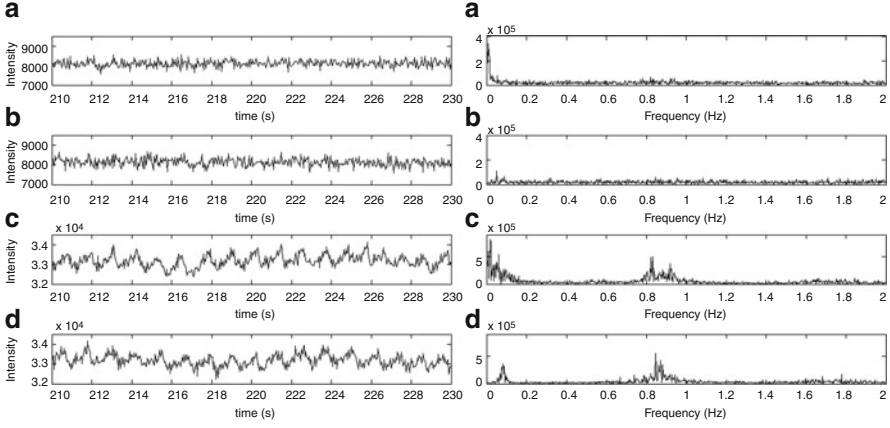 a
Intensity
9000
8000
7000
210 212 214 216 218 220 222 224 226 228 230
time (s)
b
Intensity
9000
8000
7000
210 212 214 216 218 220 222 224 226 228 230
time (s)
c
x 10⁴
Intensity
3.4
3.3
3.2
210 212 214 216 218 220 222 224 226 228 230
time (s)
d
x 10⁴
Intensity
3.4
3.3
3.2
210 212 214 216 218 220 222 224 226 228 230
time (s)
a
x 10⁵
4
2
0
0 0.2 0.4 0.6 0.8 1 1.2 1.4 1.6 1.8 2
Frequency (Hz)
b
x 10⁵
4
2
0
0 0.2 0.4 0.6 0.8 1 1.2 1.4 1.6 1.8 2
Frequency (Hz)
c
x 10⁵
5
0
0 0.2 0.4 0.6 0.8 1 1.2 1.4 1.6 1.8 2
Frequency (Hz)
d
x 10⁵
5
0
0 0.2 0.4 0.6 0.8 1 1.2 1.4 1.6 1.8 2
Frequency (Hz)